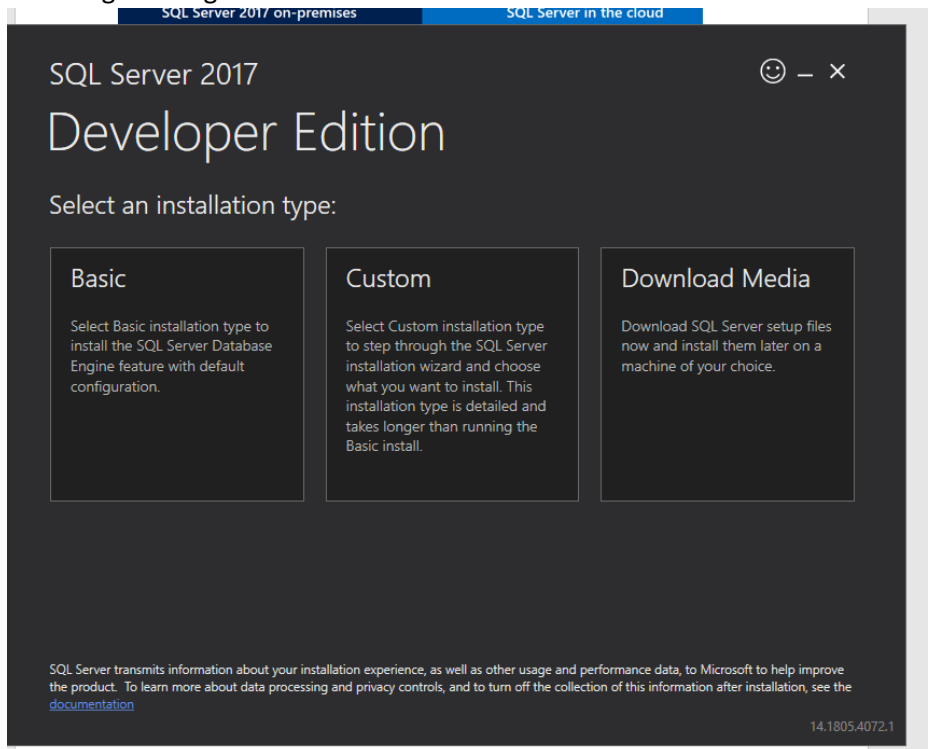 SQL Server 2017 on-premises SQL Server in the cloud
SQL Server 2017
Developer Edition
Select an installation type:
Basic
Select Basic installation type to
install the SQL Server Database
Engine feature with default
configuration.
Custom
Select Custom installation type
to step through the SQL Server
installation wizard and choose
what you want to install. This
installation type is detailed and
takes longer than running the
Basic install.
Download Media
Download SQL Server setup files
now and install them later on a
machine of your choice.
SQL Server transmits information about your installation experience, as well as other usage and performance data, to Microsoft to help improve
the product. To learn more about data processing and privacy controls, and to turn off the collection of this information after installation, see the
documentation
14.1805.4072.1